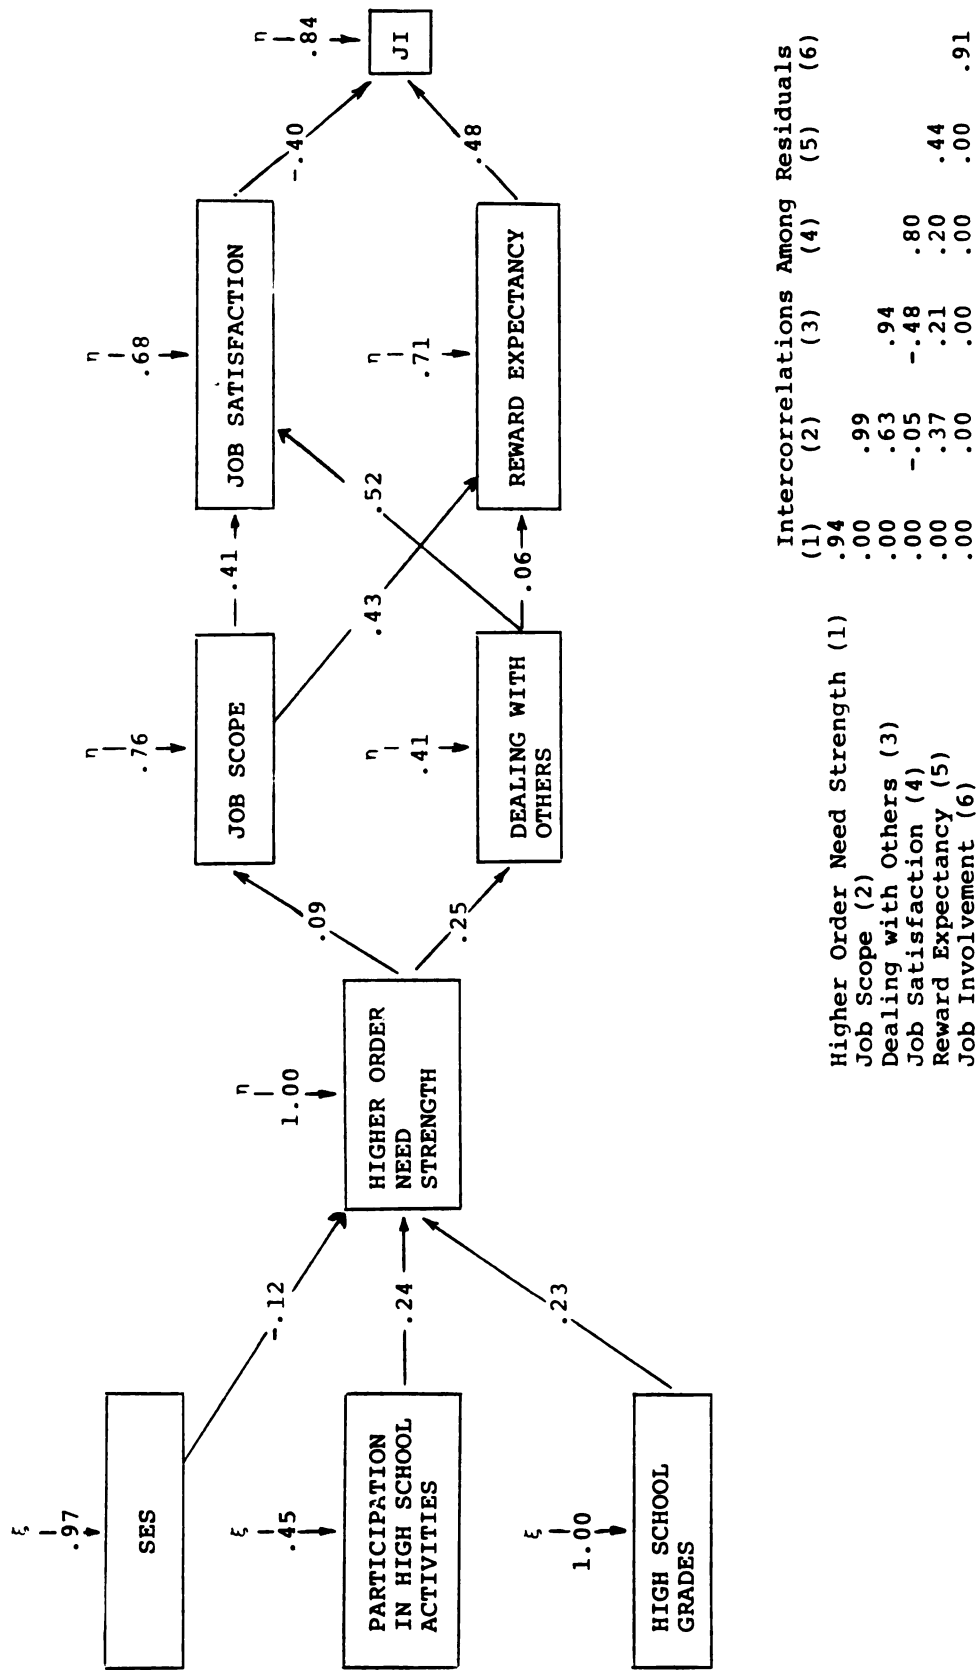 ξ
.97
SES
ξ
.45
PARTICIPATION
IN HIGH SCHOOL
ACTIVITIES
ξ
1.00
HIGH SCHOOL
GRADES
-.12
.24
.23
η
1.00
HIGHER ORDER
NEED
STRENGTH
.09
.25
η
.76
JOB SCOPE
η
.41
DEALING WITH
OTHERS
.41
.43
.52
.06
η
.68
JOB SATISFACTION
η
.71
REWARD EXPECTANCY
-.40
.48
η
.84
JI
Intercorrelations Among Residuals
(1) (2) (3) (4) (5) (6)
Higher Order Need Strength (1) .94
Job Scope (2) .00 .99
Dealing with Others (3) .00 .63 .94
Job Satisfaction (4) .00 -.05 -.48 .80
Reward Expectancy (5) .00 .37 .21 .20 .44
Job Involvement (6) .00 .00 .00 .00 .00 .91